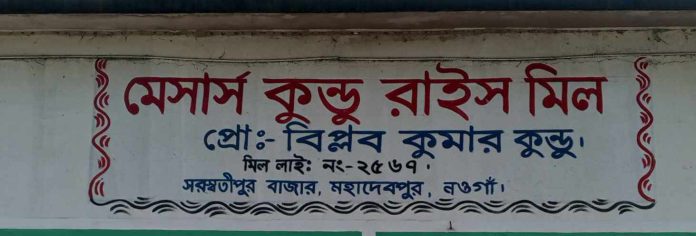 মেসার্স কুন্ডু রাইস মিল
প্রো:- বিপ্লব কুমার কুন্ডু।
মিল লাই: নং-২৫৬৭।
সরস্বতীপুর বাজার, মহাদেবপুর, নওগাঁ।